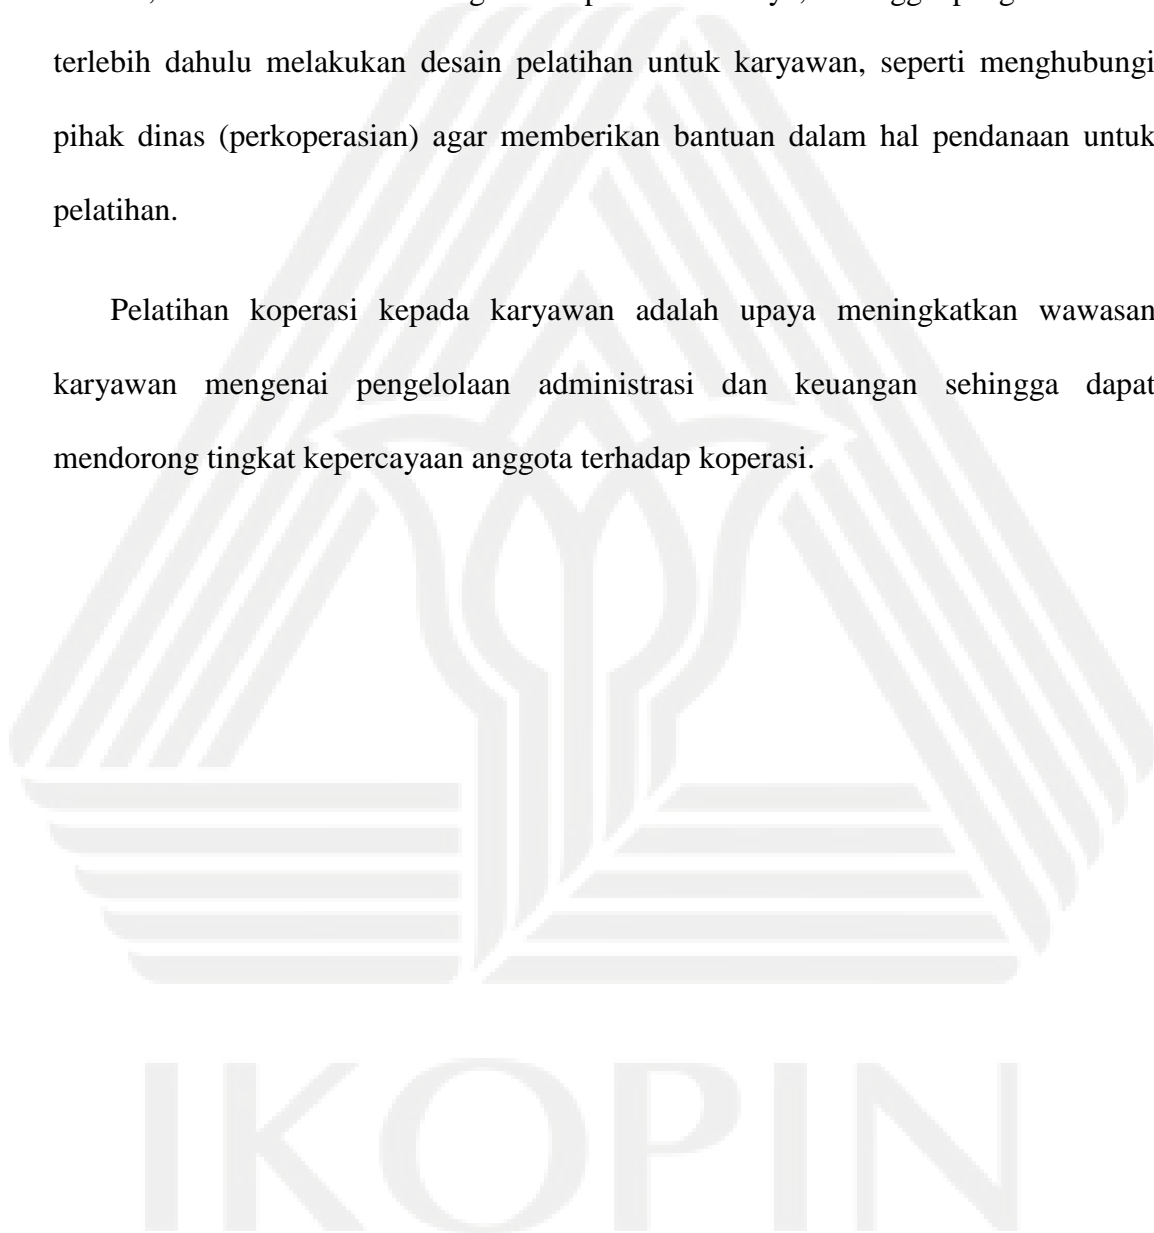 terlebih dahulu melakukan desain pelatihan untuk karyawan, seperti menghubungi
pihak dinas (perkoperasian) agar memberikan bantuan dalam hal pendanaan untuk
pelatihan.
Pelatihan koperasi kepada karyawan adalah upaya meningkatkan wawasan
karyawan mengenai pengelolaan administrasi dan keuangan sehingga dapat
mendorong tingkat kepercayaan anggota terhadap koperasi.
IKOPIN